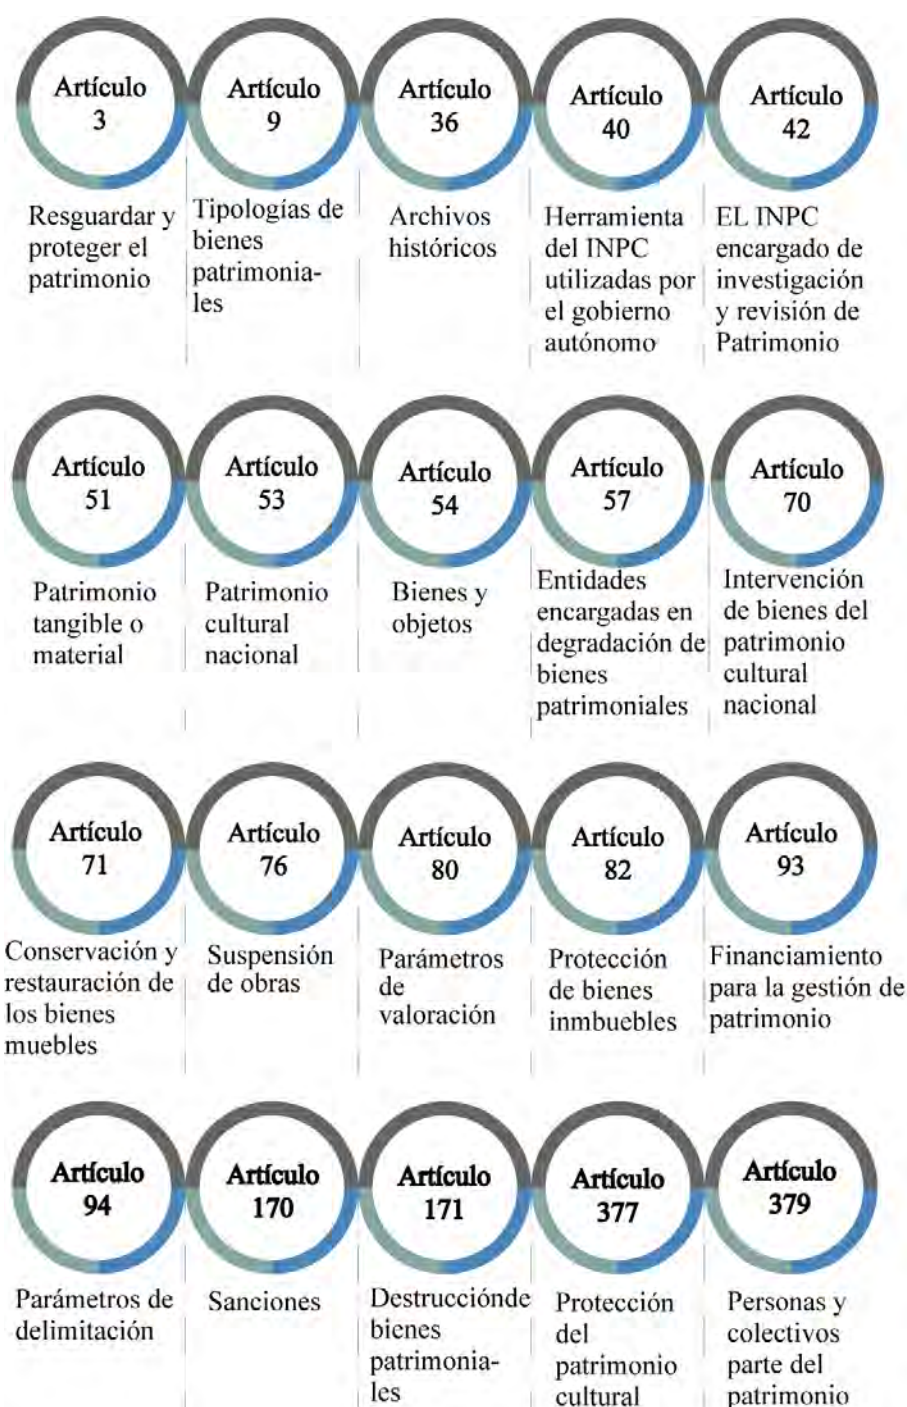 Artículo
3
Resguardar y
proteger el
patrimonio
Artículo
9
Tipologías de
bienes
patrimonia-
les
Artículo
36
Archivos
históricos
Artículo
40
Herramienta
del INPC
utilizadas por
el gobierno
autónomo
Artículo
42
EL INPC
encargado de
investigación
y revisión de
Patrimonio
Artículo
51
Patrimonio
tangible o
material
Artículo
53
Patrimonio
cultural
nacional
Artículo
54
Bienes y
objetos
Artículo
57
Entidades
encargadas en
degradación de
bienes
patrimoniales
Artículo
70
Intervención
de bienes del
patrimonio
cultural
nacional
Artículo
71
Conservación y
restauración de
los bienes
muebles
Artículo
76
Suspensión
de obras
Artículo
80
Parámetros
de
valoración
Artículo
82
Protección
de bienes
inmbuebles
Artículo
93
Financiamiento
para la gestión de
patrimonio
Artículo
94
Parámetros de
delimitación
Artículo
170
Sanciones
Artículo
171
Destrucciónde
bienes
patrimonia-
les
Artículo
377
Protección
del
patrimonio
cultural
Artículo
379
Personas y
colectivos
parte del
patrimonio